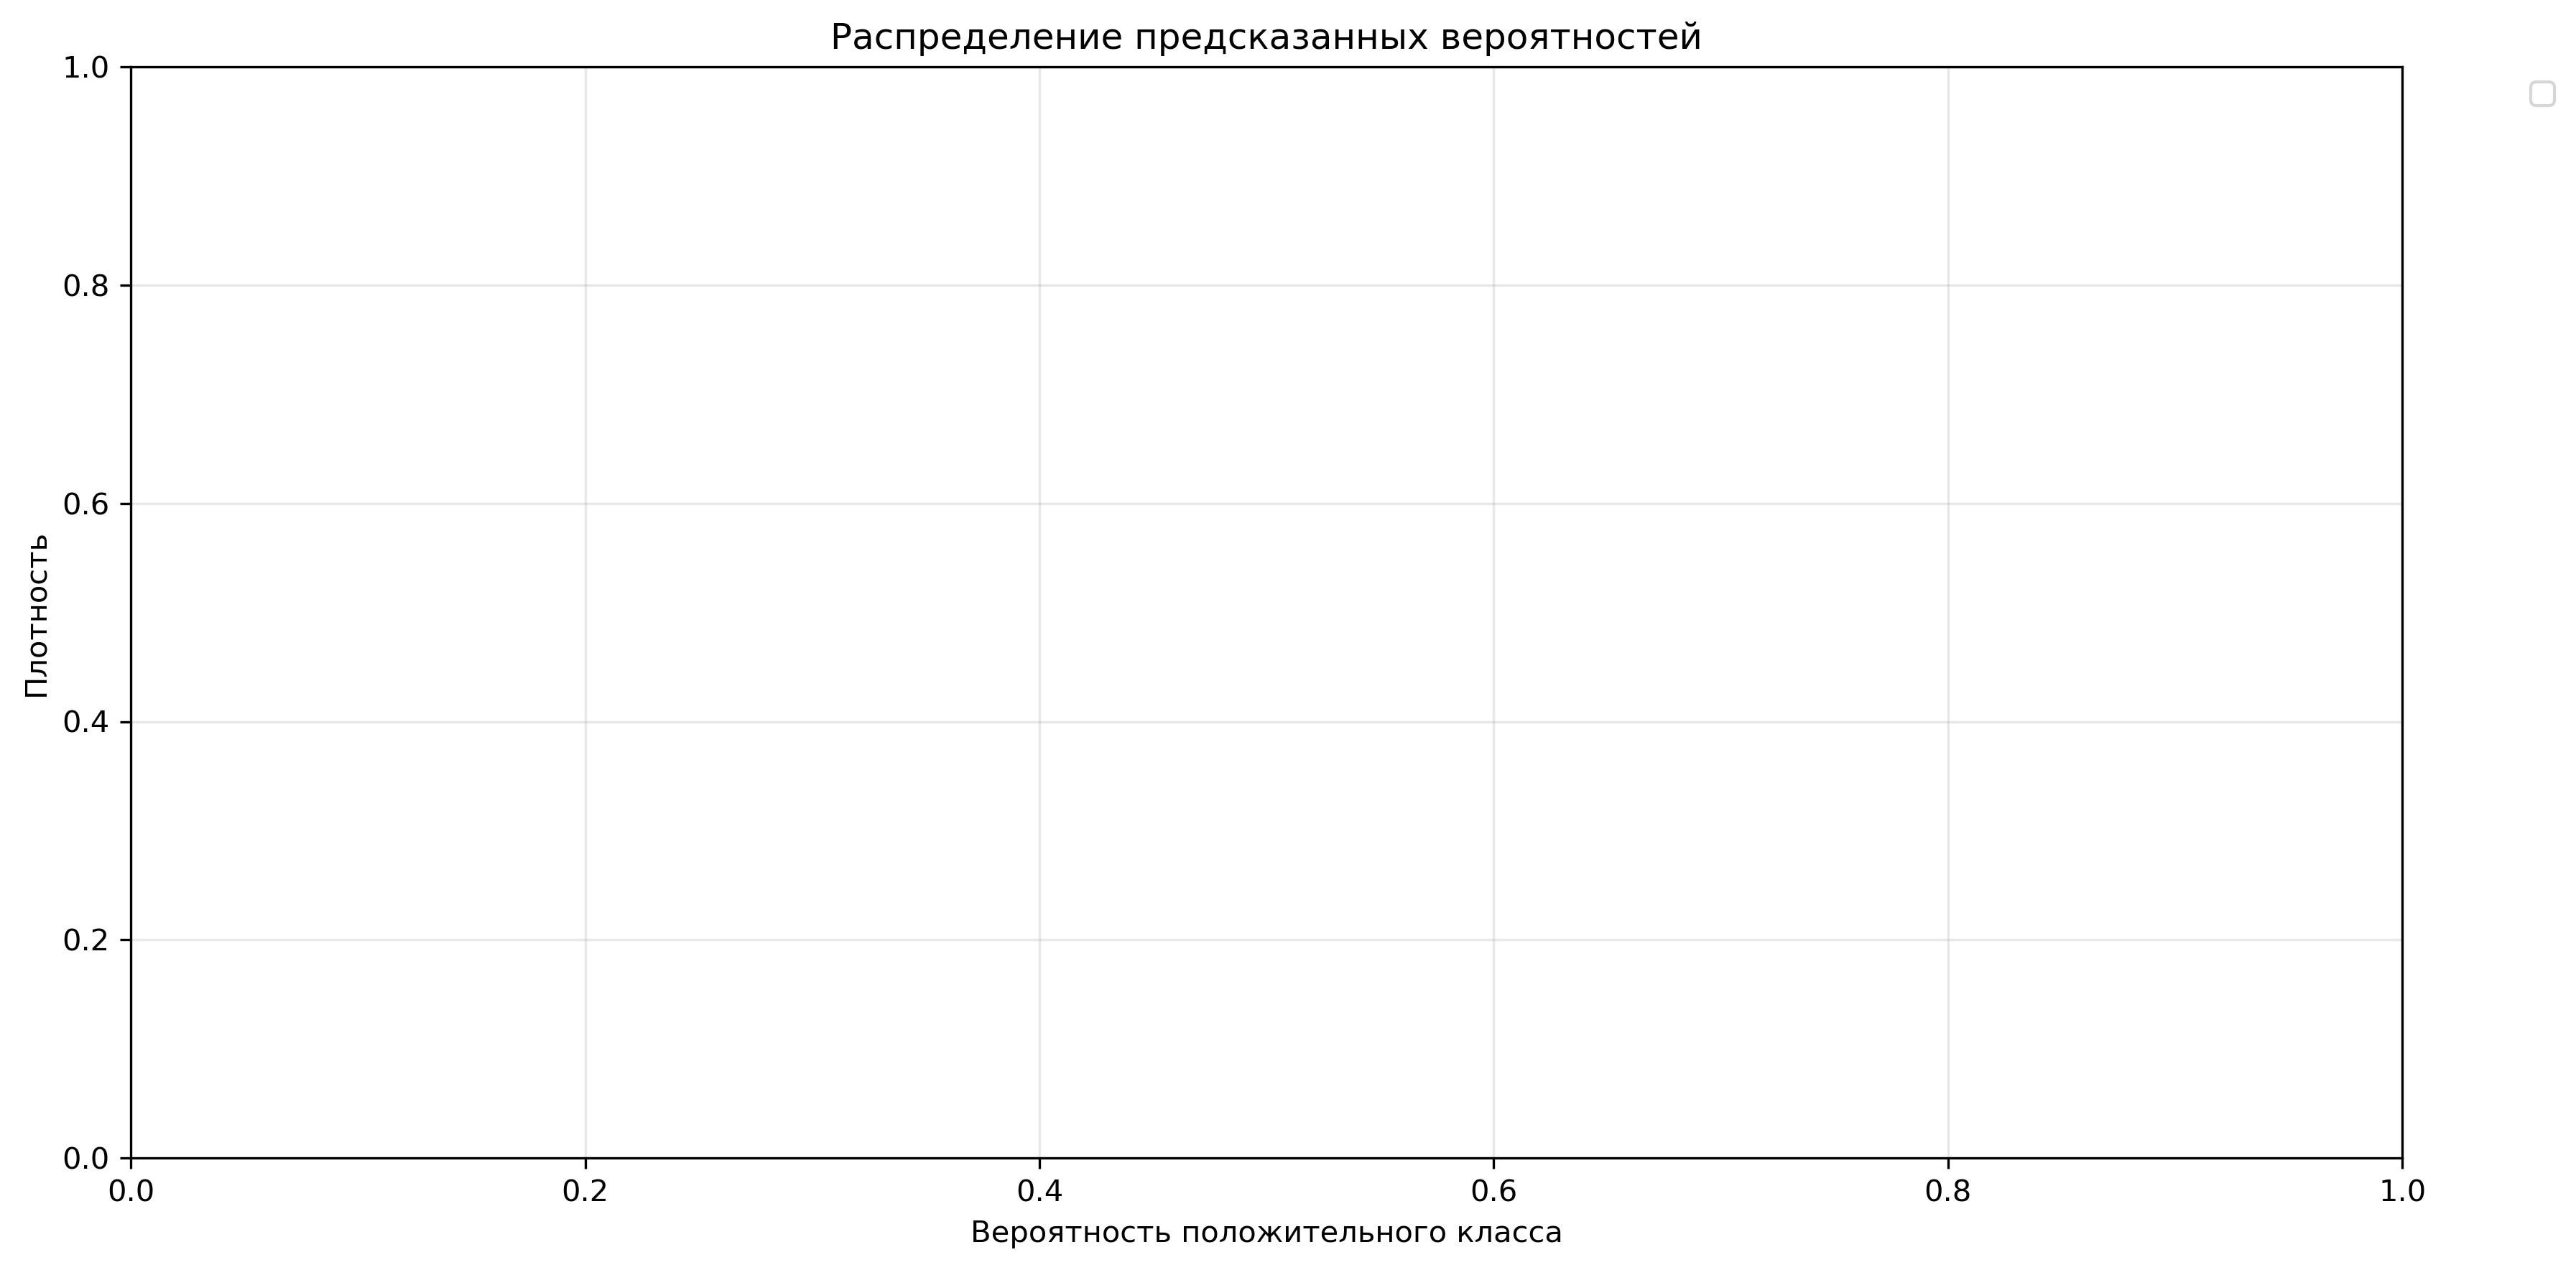 Распределение предсказанных вероятностей
1.0
0.8
0.6
0.4
0.2
0.0
Плотность
0.0 0.2 0.4 0.6 0.8 1.0
Вероятность положительного класса